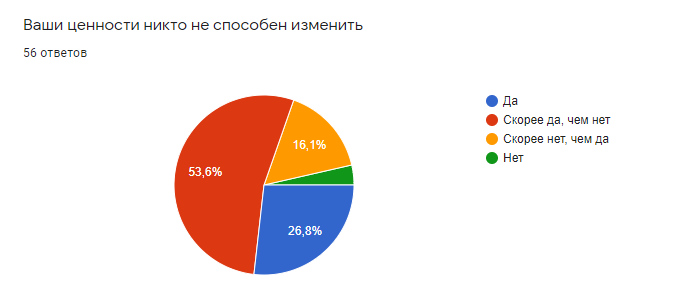 Ваши ценности никто не способен изменить
56 ответов
Да
Скорее да, чем нет
Скорее нет, чем да
Нет
16,1%
53,6%
26,8%